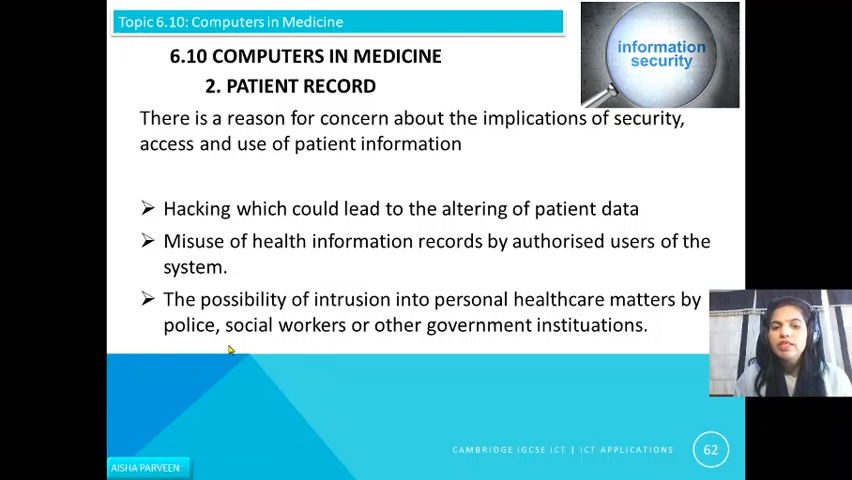 Topic 6.10: Computers in Medicine
information
security
6.10 COMPUTERS IN MEDICINE
2. PATIENT RECORD
There is a reason for concern about the implications of security,
access and use of patient information
Hacking which could lead to the altering of patient data
Misuse of health information records by authorised users of the
system.
The possibility of intrusion into personal healthcare matters by
police, social workers or other government instituations.
CAMBRIDGE IGCSE ICT | ICT APPLICATIONS
62
AISHA PARVEEN